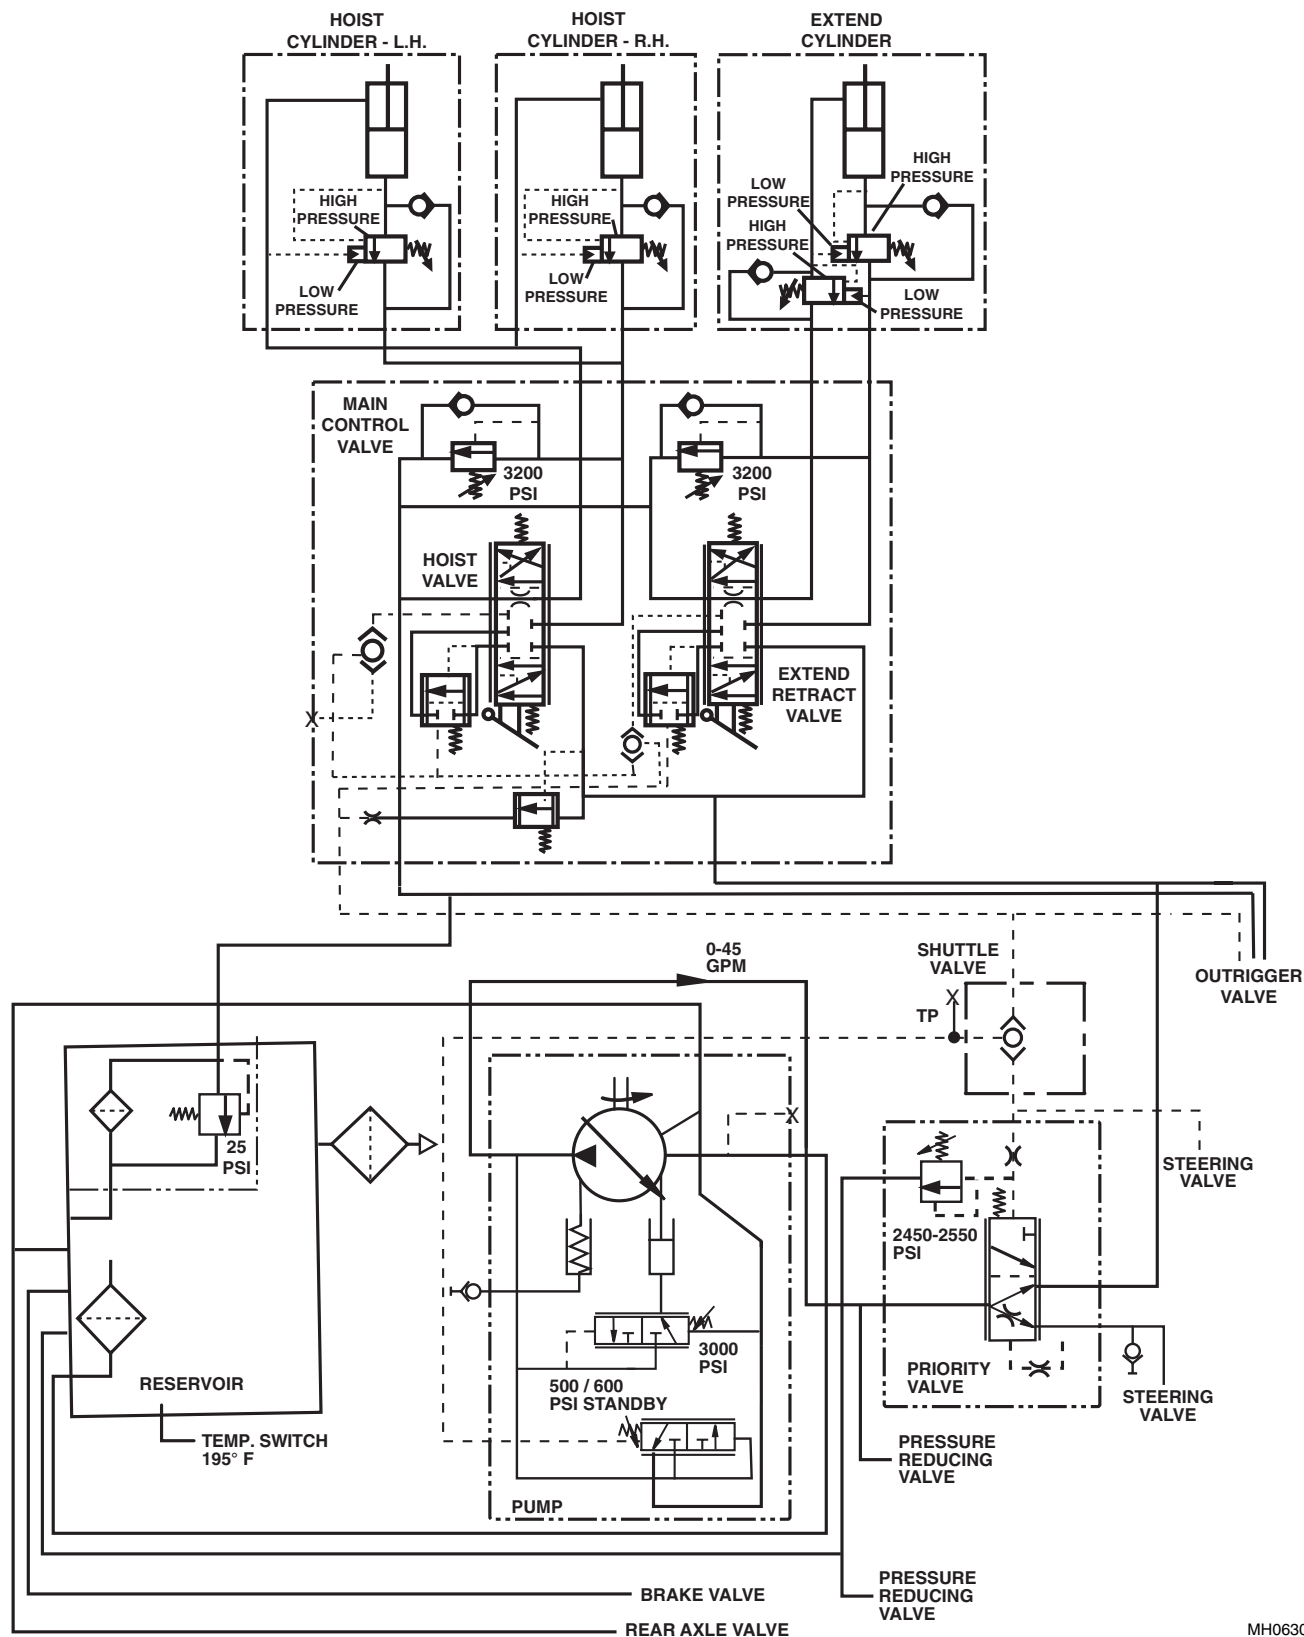 HOIST
CYLINDER - L.H.
HOIST
CYLINDER - R.H.
EXTEND
CYLINDER
HIGH
PRESSURE
LOW
PRESSURE
HIGH
PRESSURE
LOW
PRESSURE
HIGH
PRESSURE
LOW
PRESSURE
HIGH
PRESSURE
LOW
PRESSURE
MAIN
CONTROL
VALVE
3200
PSI
3200
PSI
HOIST
VALVE
EXTEND
RETRACT
VALVE
X
0-45
GPM
SHUTTLE
VALVE
OUTRIGGER
VALVE
X
TP
X
25
PSI
STEERING
VALVE
2450-2550
PSI
3000
PSI
PRIORITY
VALVE
RESERVOIR
500 / 600
PSI STANDBY
STEERING
VALVE
TEMP. SWITCH
195° F
PRESSURE
REDUCING
VALVE
PUMP
BRAKE VALVE
PRESSURE
REDUCING
VALVE
REAR AXLE VALVE